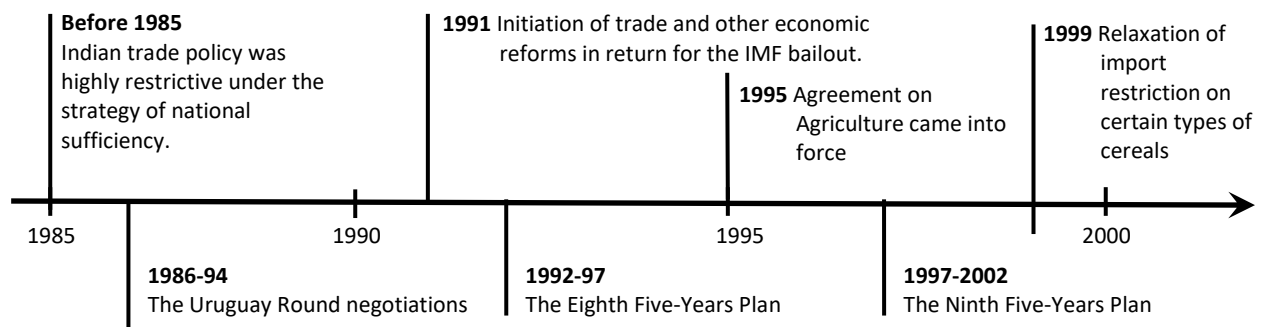 Before 1985
Indian trade policy was
highly restrictive under the
strategy of national
sufficiency.
1991 Initiation of trade and other economic
reforms in return for the IMF bailout.
1995 Agreement on
Agriculture came into
force
1999 Relaxation of
import
restriction on
certain types of
cereals
1985
1990
1995
2000
1986-94
The Uruguay Round negotiations
1992-97
The Eighth Five-Years Plan
1997-2002
The Ninth Five-Years Plan